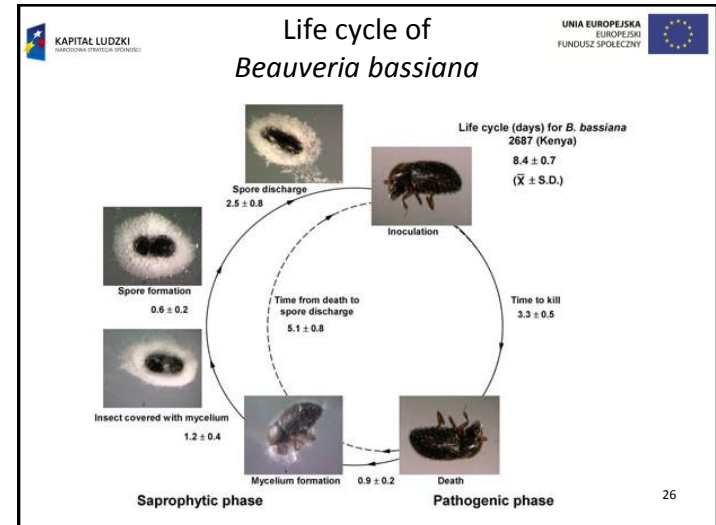 KAPITAŁ LUDZKI
NARODOWA STRATEGIA SPÓJNOŚCI
Life cycle of
Beauveria bassiana
UNIA EUROPEJSKA
EUROPEJSKI
FUNDUSZ SPOŁECZNY
Life cycle (days) for B. bassiana
2687 (Kenya)
8.4 ± 0.7
(X̄ ± S.D.)
Spore discharge
2.5 ± 0.8
Inoculation
Spore formation
0.6 ± 0.2
Time from death to
spore discharge
5.1 ± 0.8
Time to kill
3.3 ± 0.5
Insect covered with mycelium
1.2 ± 0.4
Mycelium formation
0.9 ± 0.2
Death
Saprophytic phase
Pathogenic phase
26